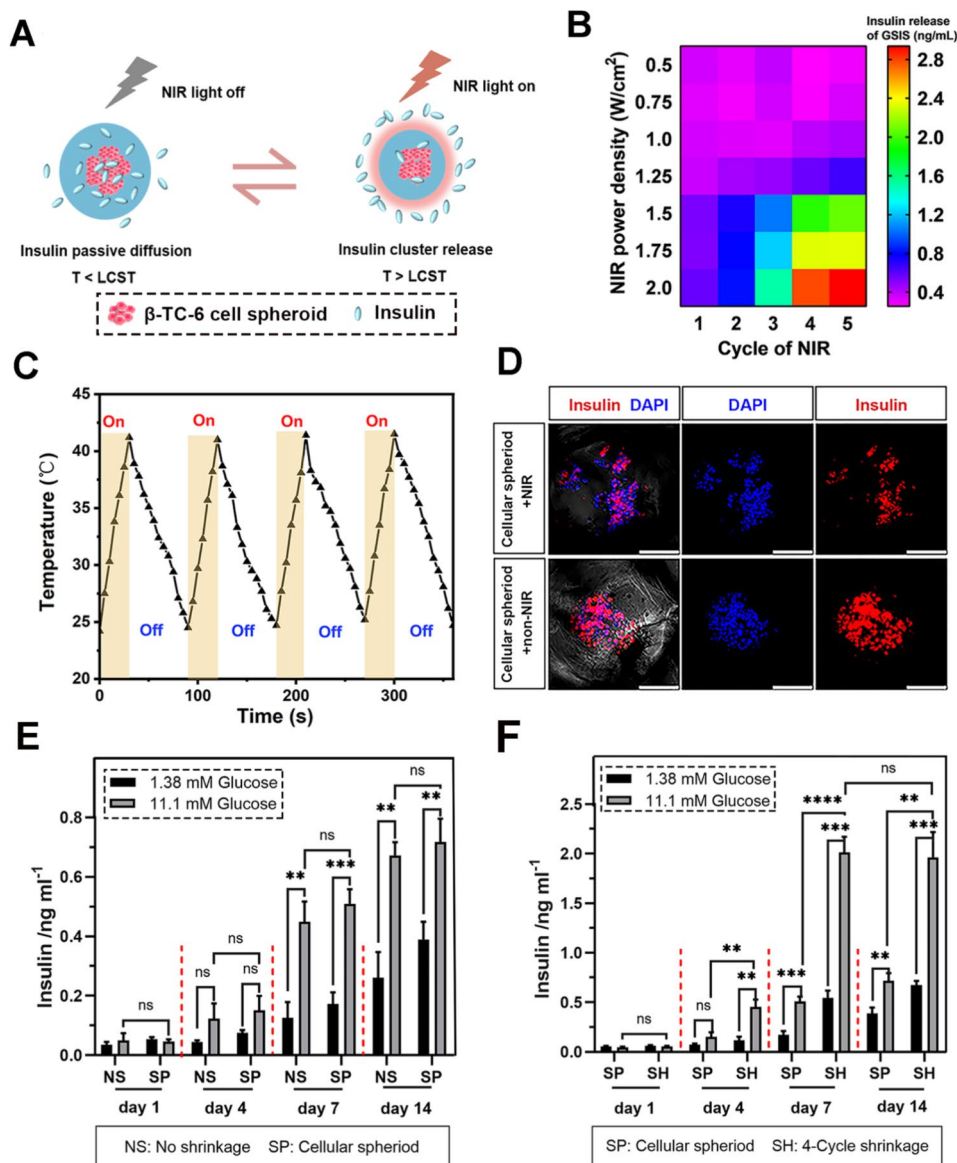 A
NIR light off
NIR light on
Insulin passive diffusion
Insulin cluster release
T < LCST
T > LCST
β-TC-6 cell spheroid
Insulin
B
Insulin release
of GSIS (ng/mL)
NIR power density (W/cm²)
0.5
0.75
1.0
1.25
1.5
1.75
2.0
1 2 3 4 5
Cycle of NIR
2.8
2.4
2.0
1.6
1.2
0.8
0.4
C
Temperature (℃)
45
40
35
30
25
20
On On On On
Off Off Off Off
0 100 200 300
Time (s)
D
Insulin DAPI
DAPI
Insulin
Cellular spheriod
+NIR
Cellular spheriod
+non-NIR
E
1.38 mM Glucose
11.1 mM Glucose
Insulin /ng ml⁻¹
0.8
0.6
0.4
0.2
0.0
ns
ns ns ns
ns ** ***
ns ** **
NS SP NS SP NS SP NS SP
day 1 day 4 day 7 day 14
NS: No shrinkage SP: Cellular spheriod
F
1.38 mM Glucose
11.1 mM Glucose
Insulin /ng ml⁻¹
2.5
2.0
1.5
1.0
0.5
0.0
ns
ns ** **
*** **** ***
ns ** ** ***
SP SH SP SH SP SH SP SH
day 1 day 4 day 7 day 14
SP: Cellular spheriod SH: 4-Cycle shrinkage